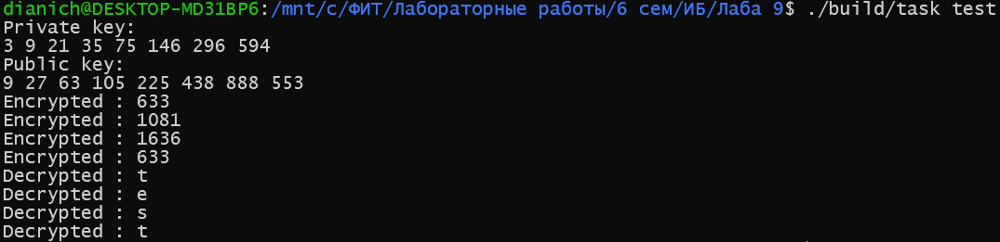 dianich@DESKTOP-MD31BP6:/mnt/c/ФИТ/Лабораторные работы/6 сем/ИБ/Лаба 9$ ./build/task test
Private key:
3 9 21 35 75 146 296 594
Public key:
9 27 63 105 225 438 888 553
Encrypted : 633
Encrypted : 1081
Encrypted : 1636
Encrypted : 633
Decrypted : t
Decrypted : e
Decrypted : s
Decrypted : t